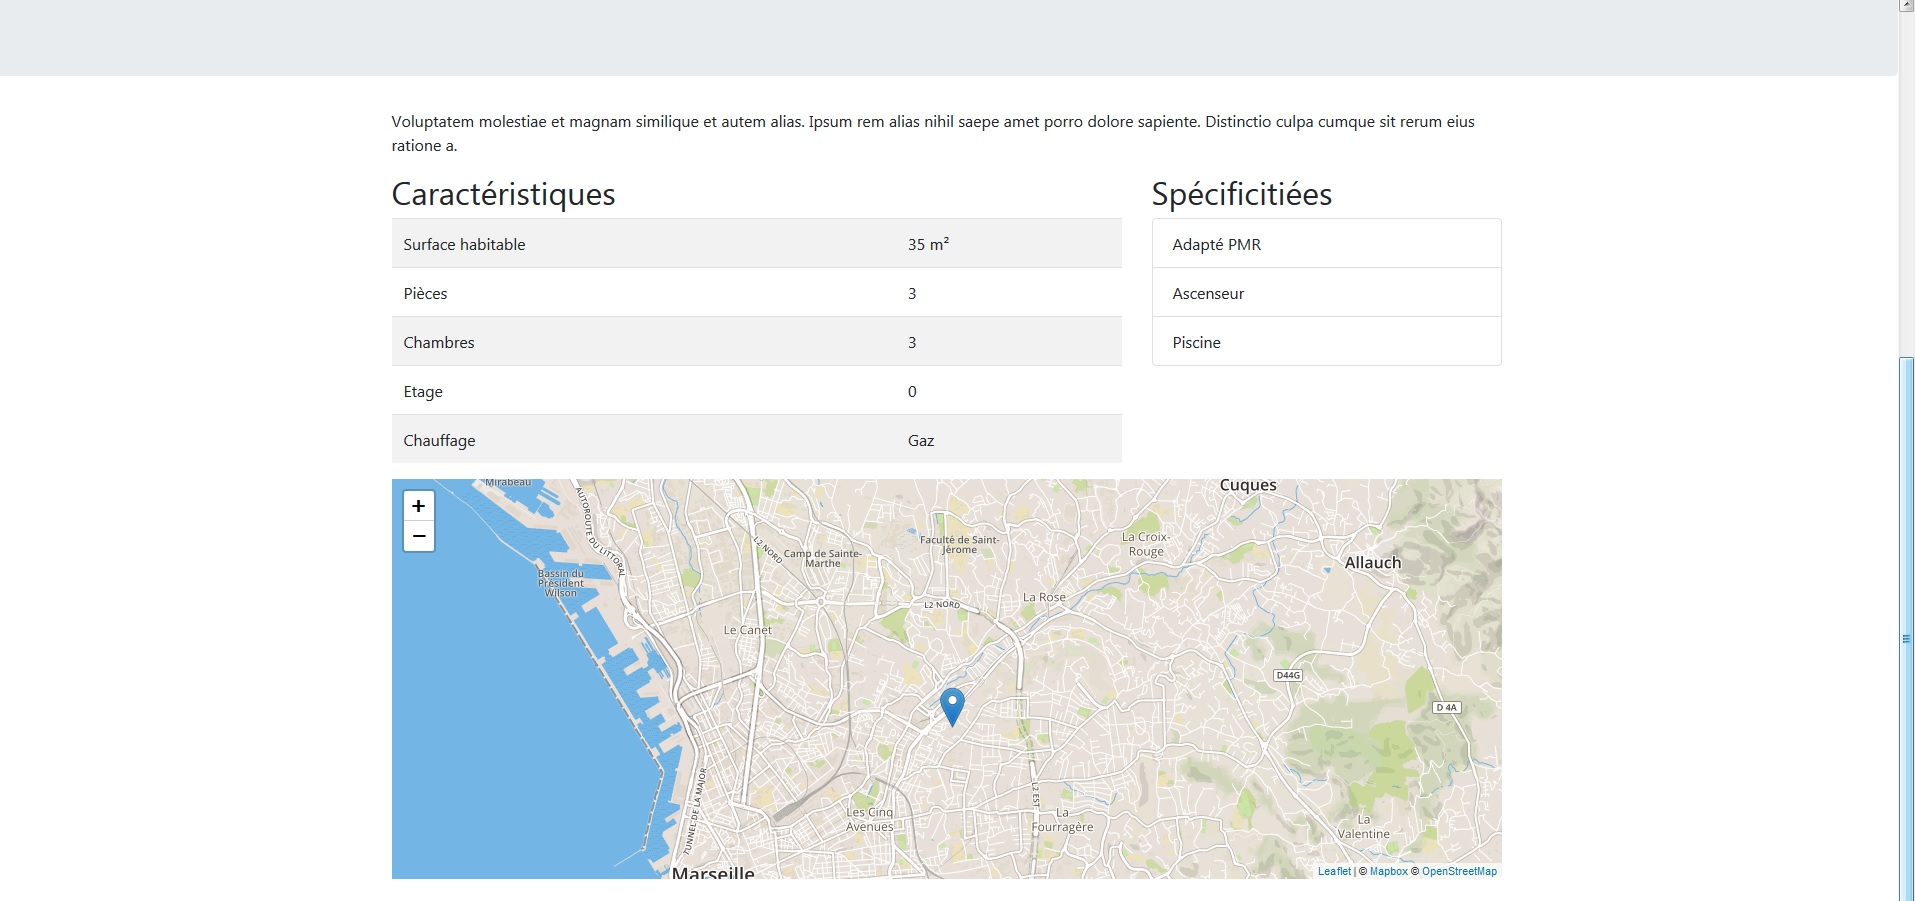 Voluptatem molestiae et magnam similique et autem alias. Ipsum rem alias nihil saepe amet porro dolore sapiente. Distinctio culpa cumque sit rerum eius
ratione a.
Caractéristiques
Surface habitable 35 m²
Pièces 3
Chambres 3
Etage 0
Chauffage Gaz
Spécificitiées
Adapté PMR
Ascenseur
Piscine
+
−
Mirabeau
AUTOROUTE DU LITTORAL
Bassin du
Président
Wilson
L2 NORD
Camp de Sainte-
Marthe
Faculté de Saint-
Jérome
La Croix-
Rouge
Cuques
Allauch
L2 NORD
La Rose
Le Canet
D44G
D 4A
TUNNEL DE LA MAJOR
L2 EST
Les Cinq
Avenues
La
Fourragère
La
Valentine
Marseille
Leaflet | © Mapbox © OpenStreetMap